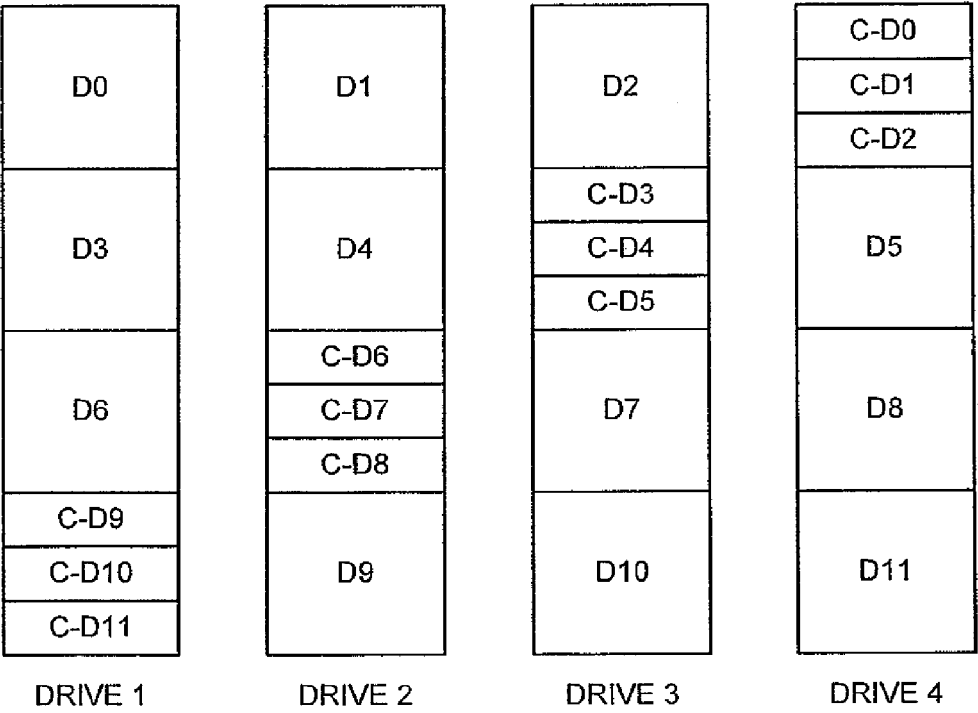 D0
D3
D6
C-D9
C-D10
C-D11
DRIVE 1
D1
D4
C-D6
C-D7
C-D8
D9
DRIVE 2
D2
C-D3
C-D4
C-D5
D7
D10
DRIVE 3
C-D0
C-D1
C-D2
D5
D8
D11
DRIVE 4